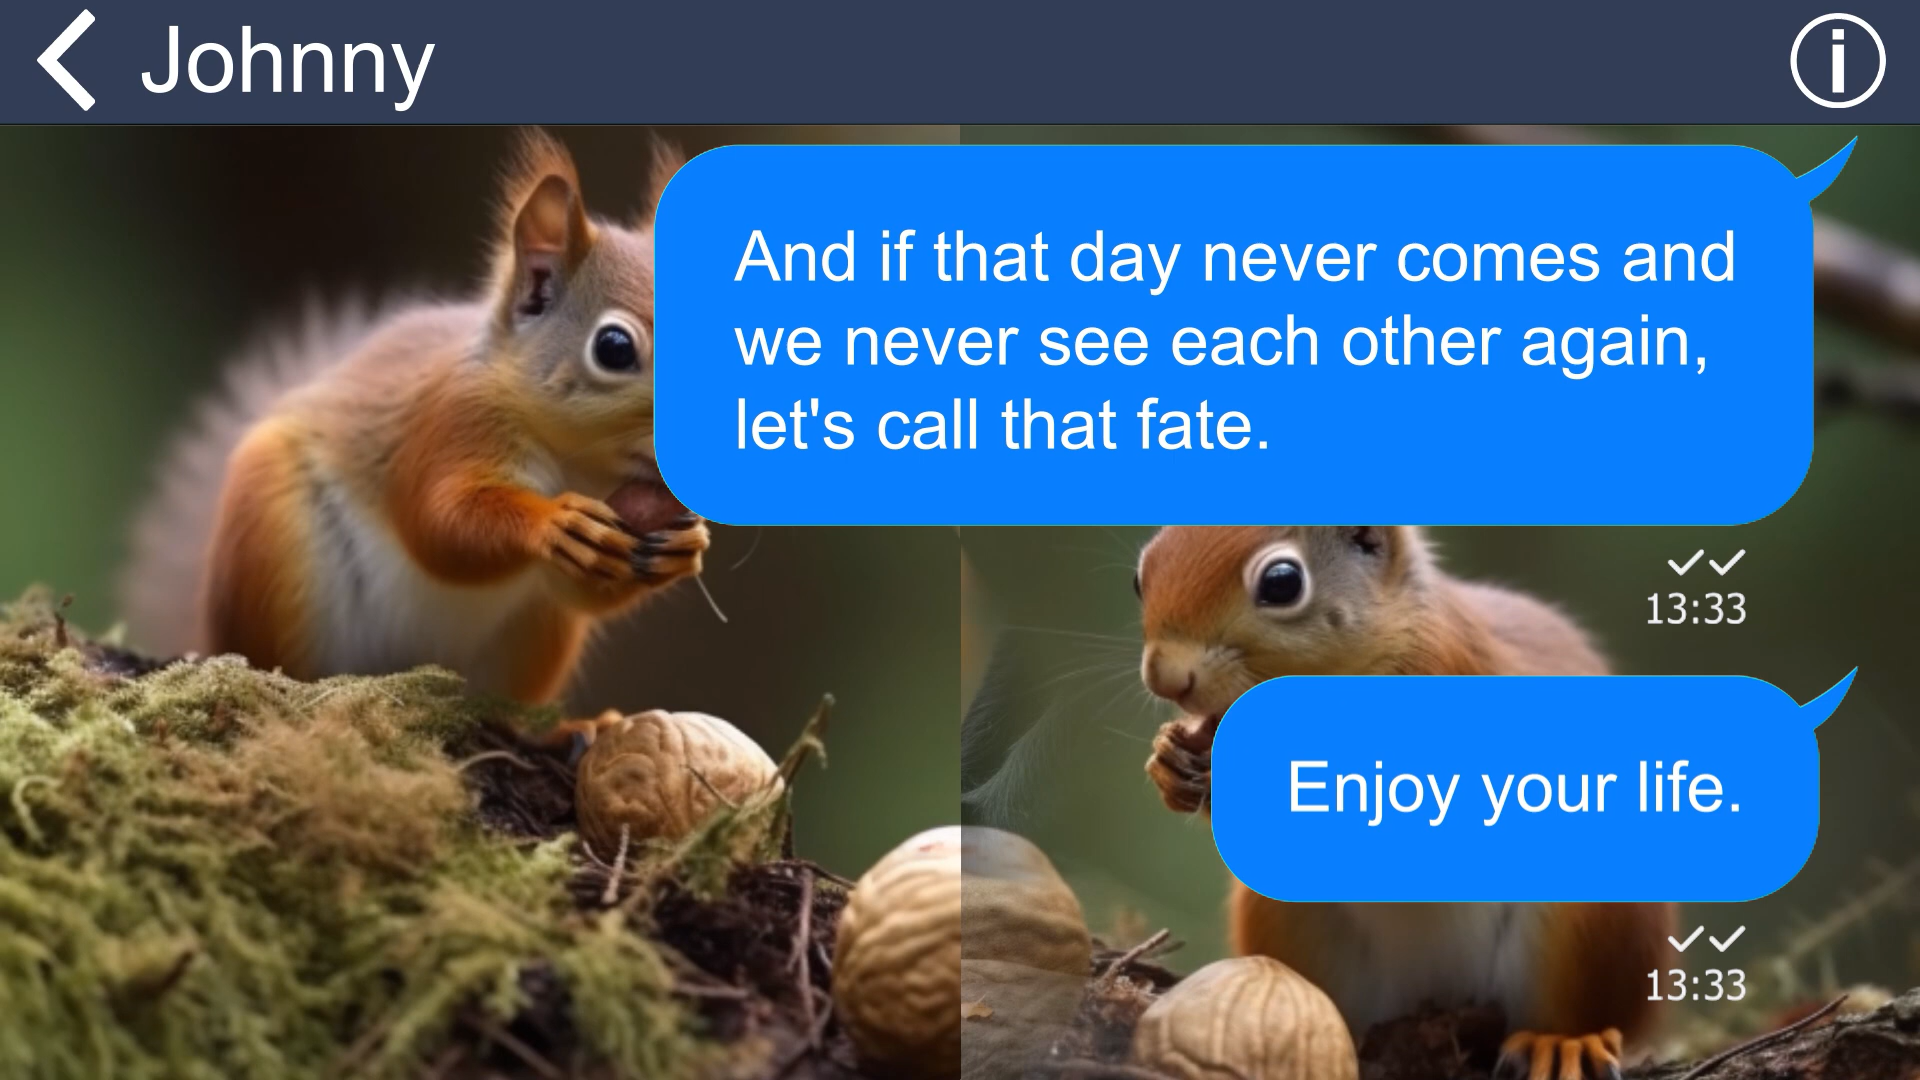 Johnny
And if that day never comes and
we never see each other again,
let's call that fate.
13:33
Enjoy your life.
13:33